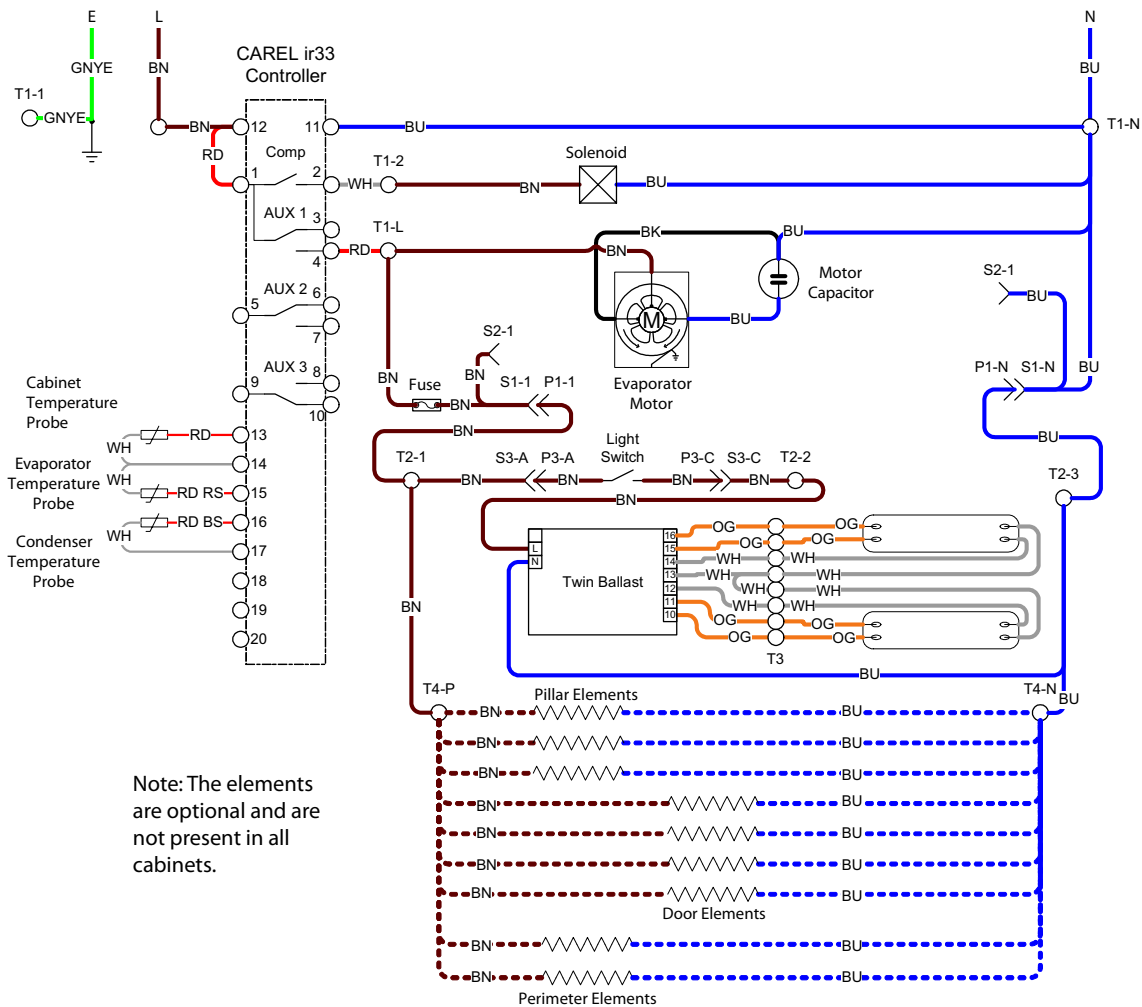 E
L
N
GNYE
BN
CAREL ir33
Controller
BU
T1-1
GNYE
BN
12
11
BU
T1-N
RD
Comp
T1-2
Solenoid
1
2
WH
BN
BU
AUX 1
3
T1-L
BK
BU
4
RD
BN
Motor
Capacitor
S2-1
BU
AUX 2
5
6
7
M
BU
S2-1
AUX 3
8
9
10
BN
Fuse
BN
BN
S1-1
P1-1
Evaporator
Motor
P1-N
S1-N
BU
Cabinet
Temperature
Probe
RD
13
BN
BU
WH
14
Evaporator
Temperature
Probe
WH
RD RS
15
T2-1
BN
S3-A
P3-A
BN
Light
Switch
BN
P3-C
S3-C
BN
T2-2
T2-3
BN
RD BS
16
WH
Condenser
Temperature
Probe
17
18
19
20
L
N
Twin Ballast
16
15
14
13
12
11
10
OG
OG
OG
OG
WH
WH
WH
WH
WH
WH
WH
WH
OG
OG
OG
OG
T3
BN
BU
T4-P
T4-N
BU
Pillar Elements
BN
BU
BN
BU
BN
BU
BN
BU
BN
BU
BN
BU
BN
BU
Door Elements
BN
BU
BN
BU
Perimeter Elements
Note: The elements
are optional and are
not present in all
cabinets.